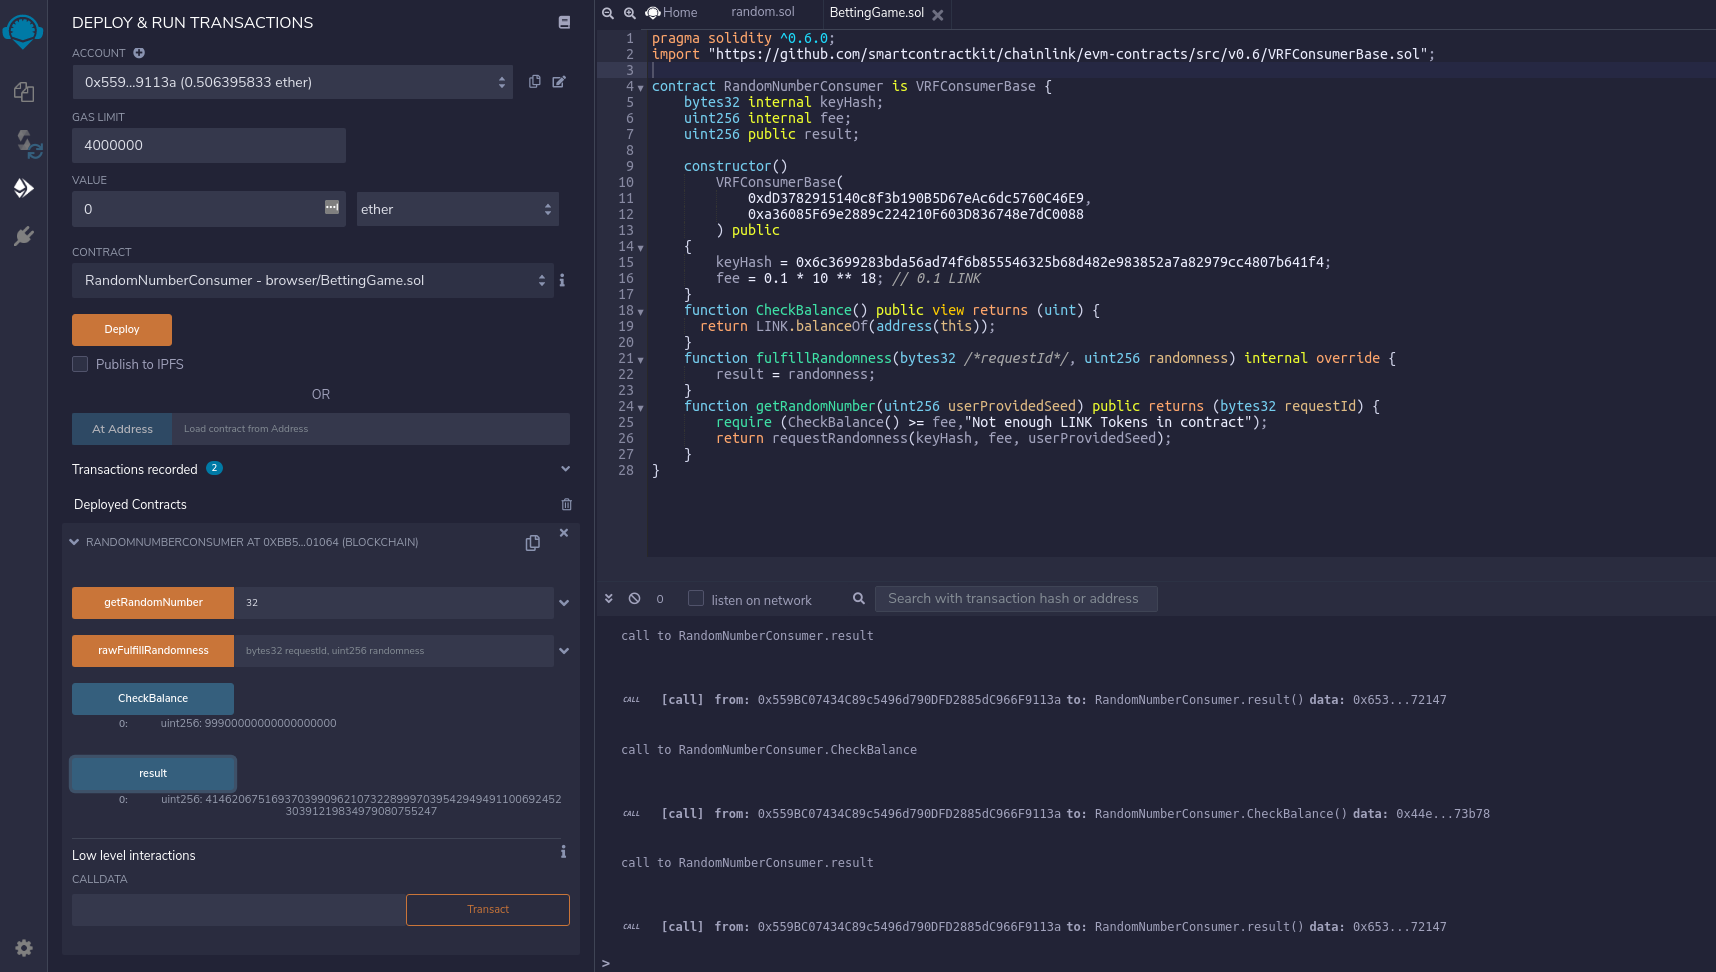 DEPLOY & RUN TRANSACTIONS
ACCOUNT
0x559...9113a (0.506395833 ether)
GAS LIMIT
4000000
VALUE
0
ether
CONTRACT
RandomNumberConsumer - browser/BettingGame.sol
Deploy
Publish to IPFS
OR
At Address
Load contract from Address
Transactions recorded 2
Deployed Contracts
RANDOMNUMBERCONSUMER AT 0XBB5...01064 (BLOCKCHAIN)
getRandomNumber
32
rawFulfillRandomness
bytes32 requestId, uint256 randomness
CheckBalance
0: uint256: 99900000000000000000
result
0: uint256: 41462067516937039909621073228999703954294949110069245
2303912198349790807552​47
Low level interactions
CALLDATA
Transact
Home
random.sol
BettingGame.sol
1 pragma solidity ^0.6.0;
2 import "https://github.com/smartcontractkit/chainlink/evm-contracts/src/v0.6/VRFConsumerBase.sol";
3
4 contract RandomNumberConsumer is VRFConsumerBase {
5 bytes32 internal keyHash;
6 uint256 internal fee;
7 uint256 public result;
8
9 constructor()
10 VRFConsumerBase(
11 0xdD3782915140c8f3b190B5D67eAc6dc5760C46E9,
12 0xa36085F69e2889c224210F603D836748e7dC0088
13 ) public
14 {
15 keyHash = 0x6c3699283bda56ad74f6b855546325b68d482e983852a7a82979cc4807b641f4;
16 fee = 0.1 * 10 ** 18; // 0.1 LINK
17 }
18 function CheckBalance() public view returns (uint) {
19 return LINK.balanceOf(address(this));
20 }
21 function fulfillRandomness(bytes32 /*requestId*/, uint256 randomness) internal override {
22 result = randomness;
23 }
24 function getRandomNumber(uint256 userProvidedSeed) public returns (bytes32 requestId) {
25 require (CheckBalance() >= fee,"Not enough LINK Tokens in contract");
26 return requestRandomness(keyHash, fee, userProvidedSeed);
27 }
28 }
0
listen on network
Search with transaction hash or address
call to RandomNumberConsumer.result
CALL [call] from: 0x559BC07434C89c5496d790DFD2885dC966F9113a to: RandomNumberConsumer.result() data: 0x653...72147
call to RandomNumberConsumer.CheckBalance
CALL [call] from: 0x559BC07434C89c5496d790DFD2885dC966F9113a to: RandomNumberConsumer.CheckBalance() data: 0x44e...73b78
call to RandomNumberConsumer.result
CALL [call] from: 0x559BC07434C89c5496d790DFD2885dC966F9113a to: RandomNumberConsumer.result() data: 0x653...72147
>